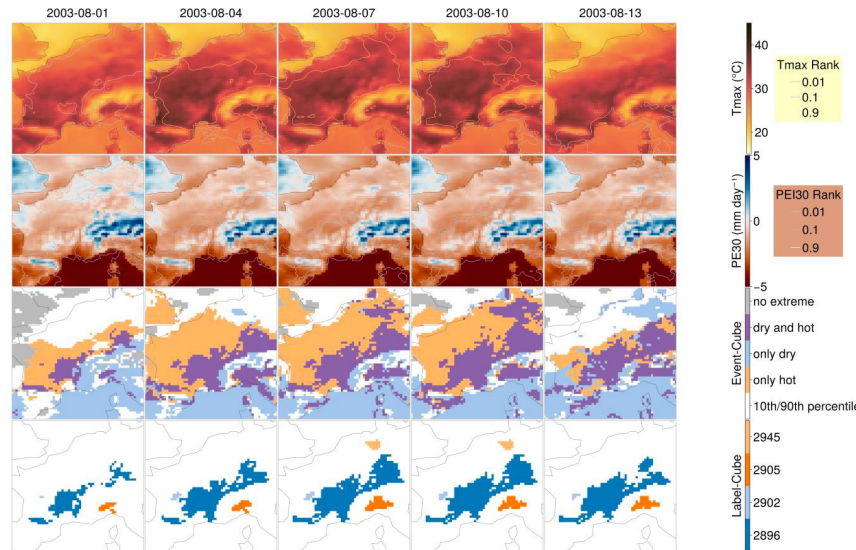 2003-08-01 2003-08-04 2003-08-07 2003-08-10 2003-08-13
40
30
20
Tmax (°C)
Tmax Rank
0.01
0.1
0.9
5
0
−5
PE30 (mm day⁻¹)
PEI30 Rank
0.01
0.1
0.9
Event-Cube
no extreme
dry and hot
only dry
only hot
10th/90th percentile
Label-Cube
2945
2905
2902
2896